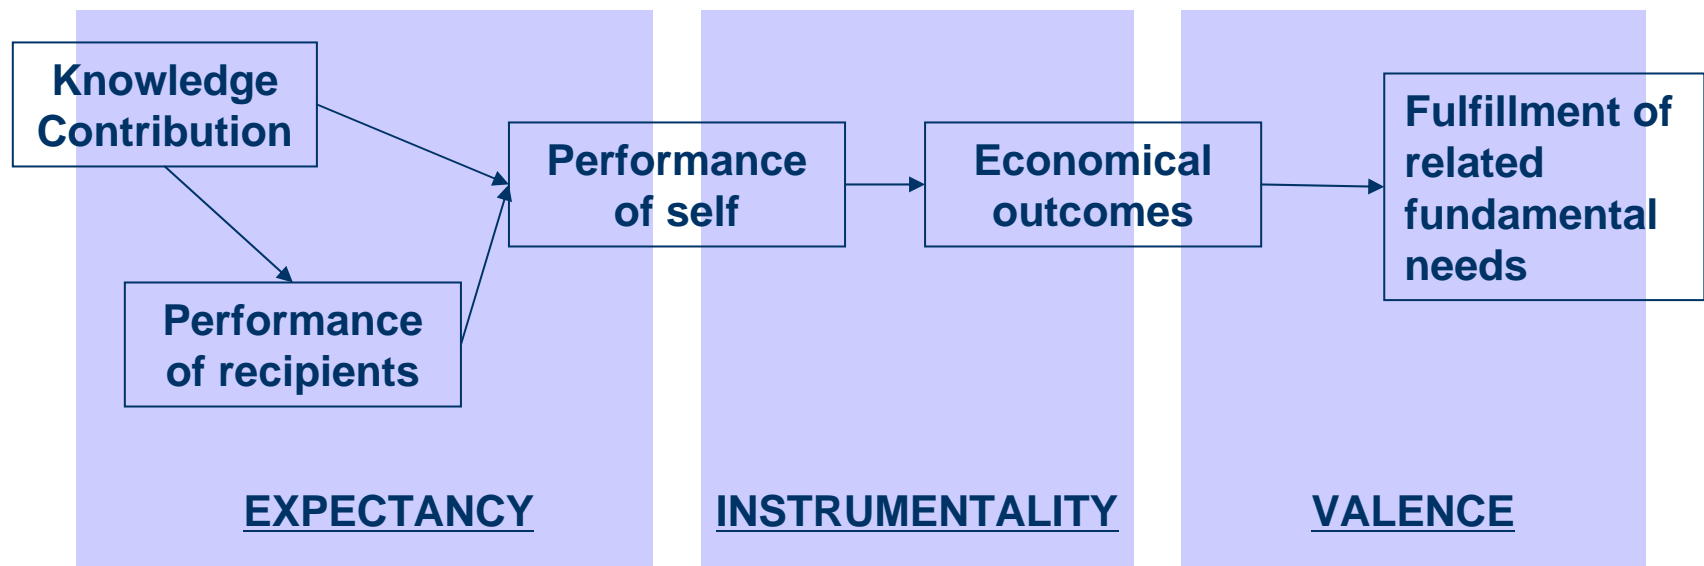 Knowledge
Contribution
Performance
of self
Economical
outcomes
Fulfillment of
related
fundamental
needs
Performance
of recipients
EXPECTANCY
INSTRUMENTALITY
VALENCE